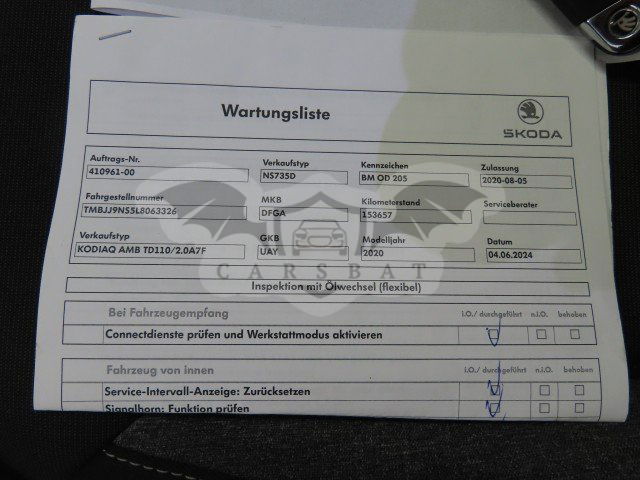 Wartungsliste
SKODA
Auftrags-Nr. Verkaufstyp Kennzeichen Zulassung
410961-00 NS735D BM OD 205 2020-08-05
Fahrgestellnummer MKB Kilometerstand Serviceberater
TMBJJ9NS5L8063326 DFGA 153657
Verkaufstyp GKB Modelljahr Datum
KODIAQ AMB TD110/2.0A7F UAY 2020 04.06.2024
CARSBAT
Inspektion mit Ölwechsel (flexibel)
Bei Fahrzeugempfang i.O./ durchgeführt n.i.O. behoben
Connectdienste prüfen und Werkstattmodus aktivieren
Fahrzeug von innen i.O./ durchgeführt n.i.O. behoben
Service-Intervall-Anzeige: Zurücksetzen
Signalhorn: Funktion prüfen